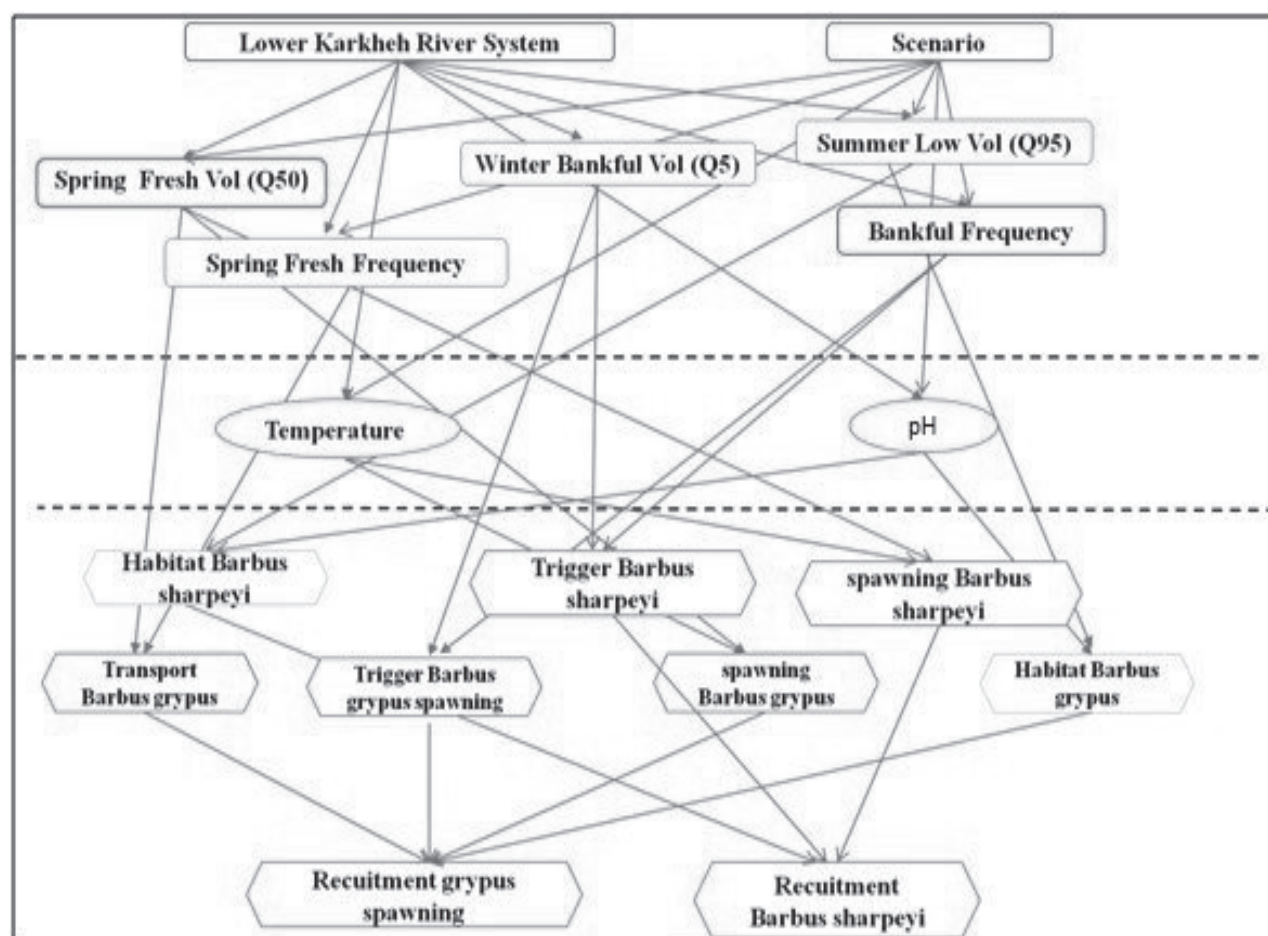 Lower Karkheh River System
Scenario
Summer Low Vol (Q95)
Winter Bankful Vol (Q5)
Spring Fresh Vol (Q50)
Bankful Frequency
Spring Fresh Frequency
Temperature
pH
Habitat Barbus
sharpeyi
Trigger Barbus
sharpeyi
spawning Barbus
sharpeyi
Transport
Barbus grypus
Trigger Barbus
grypus spawning
spawning
Barbus grypus
Habitat Barbus
grypus
Recuitment grypus
spawning
Recuitment
Barbus sharpeyi